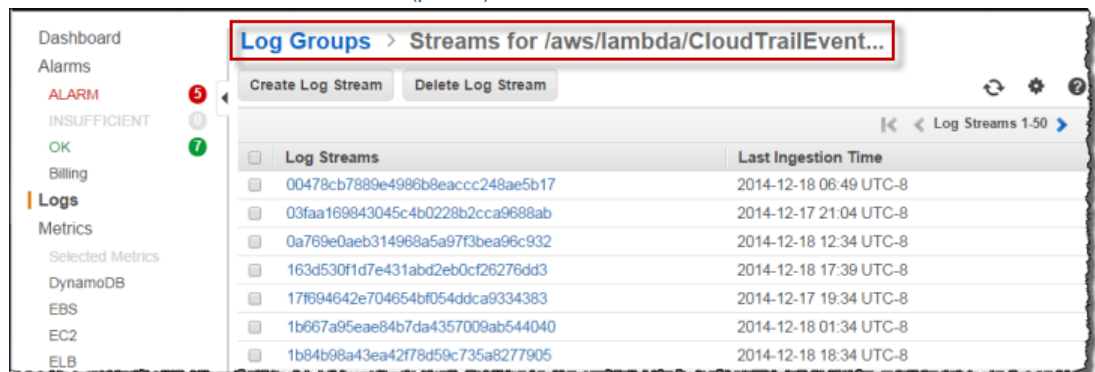 Dashboard
Alarms
ALARM 5
INSUFFICIENT 0
OK 7
Billing
Logs
Metrics
Selected Metrics
DynamoDB
EBS
EC2
ELB
Log Groups > Streams for /aws/lambda/CloudTrailEvent...
Create Log Stream Delete Log Stream
Log Streams 1-50
Log Streams Last Ingestion Time
00478cb7889e4986b8eaccc248ae5b17 2014-12-18 06:49 UTC-8
03faa169843045c4b0228b2cca9688ab 2014-12-17 21:04 UTC-8
0a769e0aeb314968a5a97f3bea96c932 2014-12-18 12:34 UTC-8
163d530f1d7e431abd2eb0cf26276dd3 2014-12-18 17:39 UTC-8
17f694642e704654bf054ddca9334383 2014-12-17 19:34 UTC-8
1b667a95eae84b7da4357009ab544040 2014-12-18 01:34 UTC-8
1b84b98a43ea42f78d59c735a8277905 2014-12-18 18:34 UTC-8